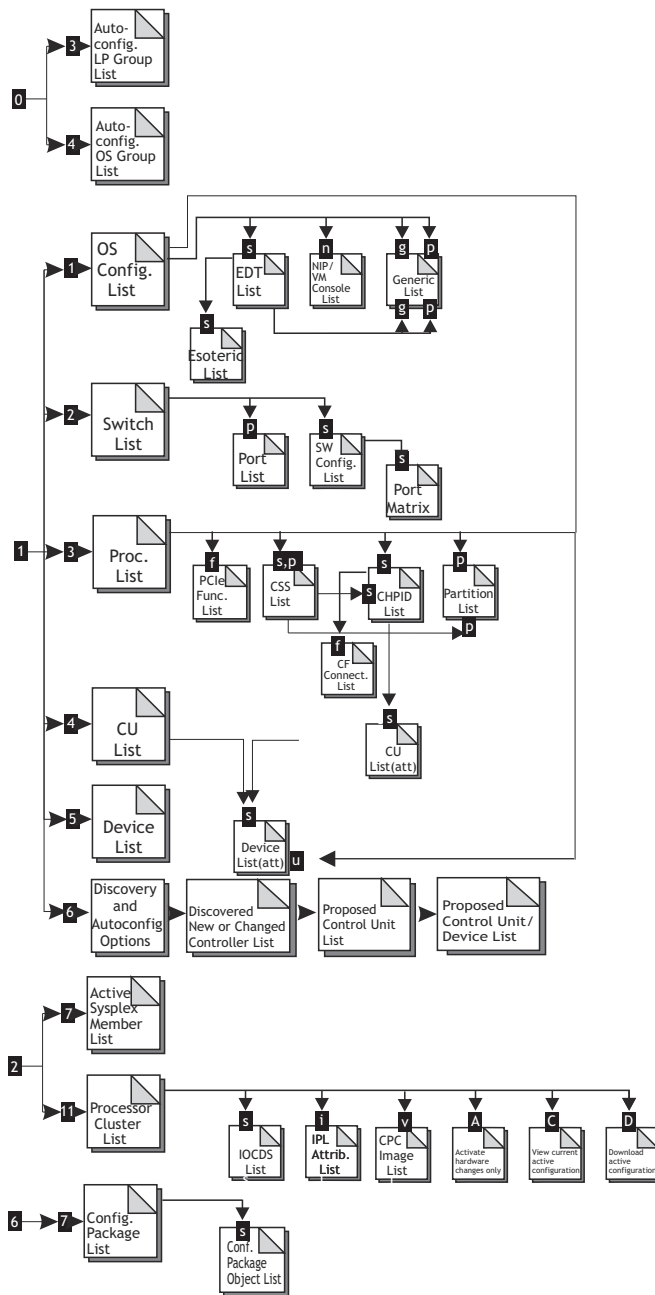 0
3
Auto-
config.
LP Group
List
4
Auto-
config.
OS Group
List
1
1
OS
Config.
List
s
EDT
List
n
NIP/
VM
Console
List
g
p
Generic
List
g
p
s
Esoteric
List
2
Switch
List
p
Port
List
s
SW
Config.
List
s
Port
Matrix
3
Proc.
List
f
PCIe
Func.
List
s,p
CSS
List
s
s
CHPID
List
p
Partition
List
p
f
CF
Connect.
List
s
CU
List(att)
4
CU
List
5
Device
List
s
Device
List(att)
u
6
Discovery
and
Autoconfig
Options
Discovered
New or Changed
Controller List
Proposed
Control Unit
List
Proposed
Control Unit/
Device List
2
7
Active
Sysplex
Member
List
11
Processor
Cluster
List
s
IOCDS
List
i
IPL
Attrib.
List
v
CPC
Image
List
A
Activate
hardware
changes only
C
View current
active
configuration
D
Download
active
configuration
6
7
Config.
Package
List
s
Conf.
Package
Object List